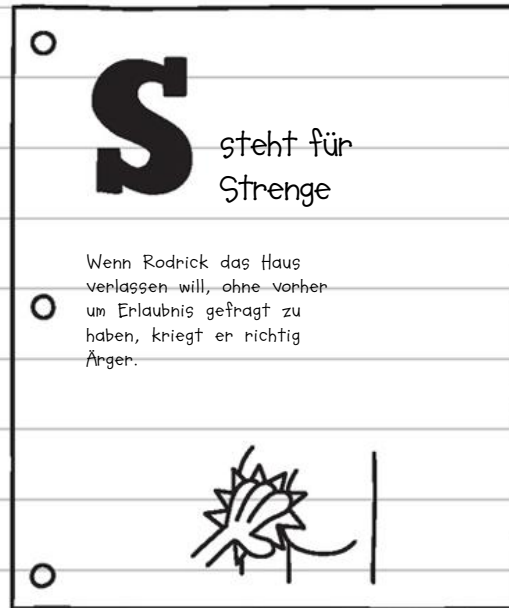 S
steht für
Strenge
Wenn Rodrick das Haus
verlassen will, ohne vorher
um Erlaubnis gefragt zu
haben, kriegt er richtig
Ärger.